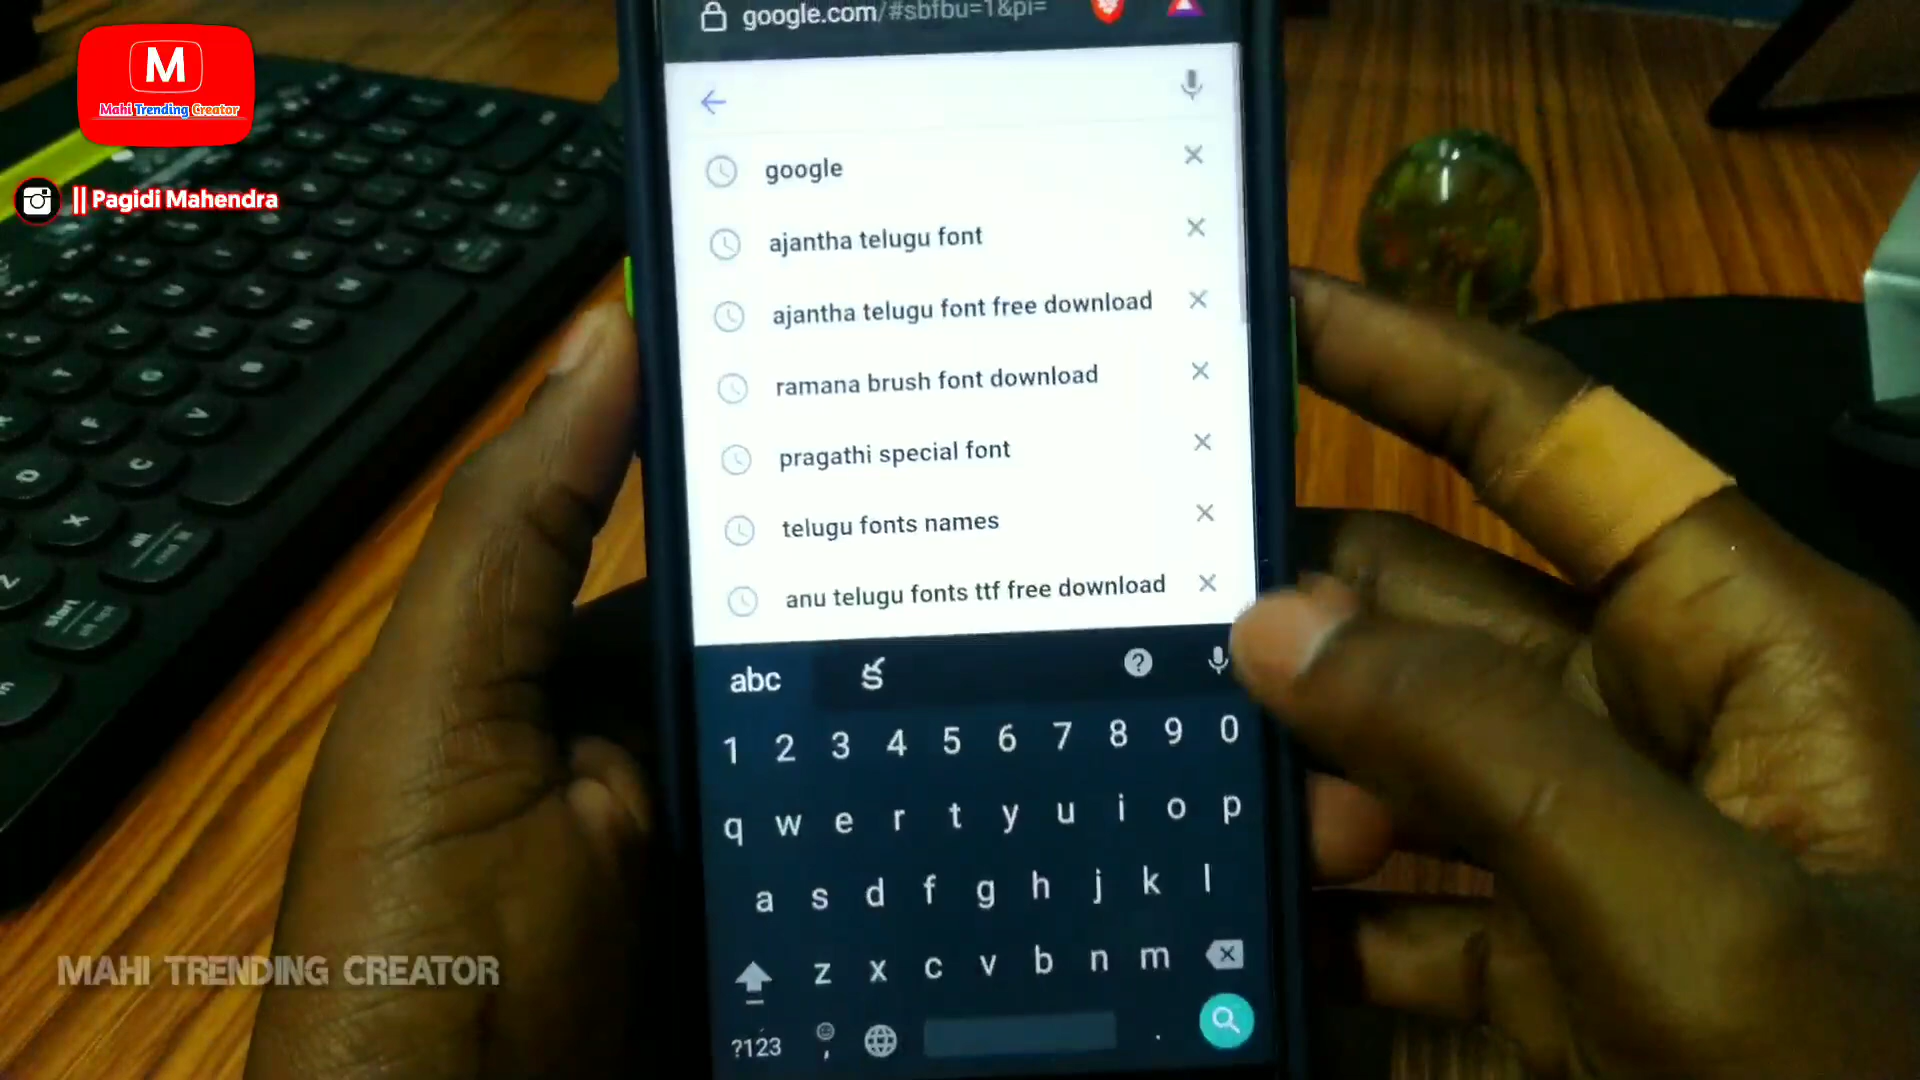 M
Mahi Trending Creator
|| Pagidi Mahendra
google.com/#sbfbu=1&pi=
google
ajantha telugu font
ajantha telugu font free download
ramana brush font download
pragathi special font
telugu fonts names
anu telugu fonts ttf free download
abc క
1 2 3 4 5 6 7 8 9 0
q w e r t y u i o p
a s d f g h j k l
z x c v b n m
?123 , .
MAHI TRENDING CREATOR